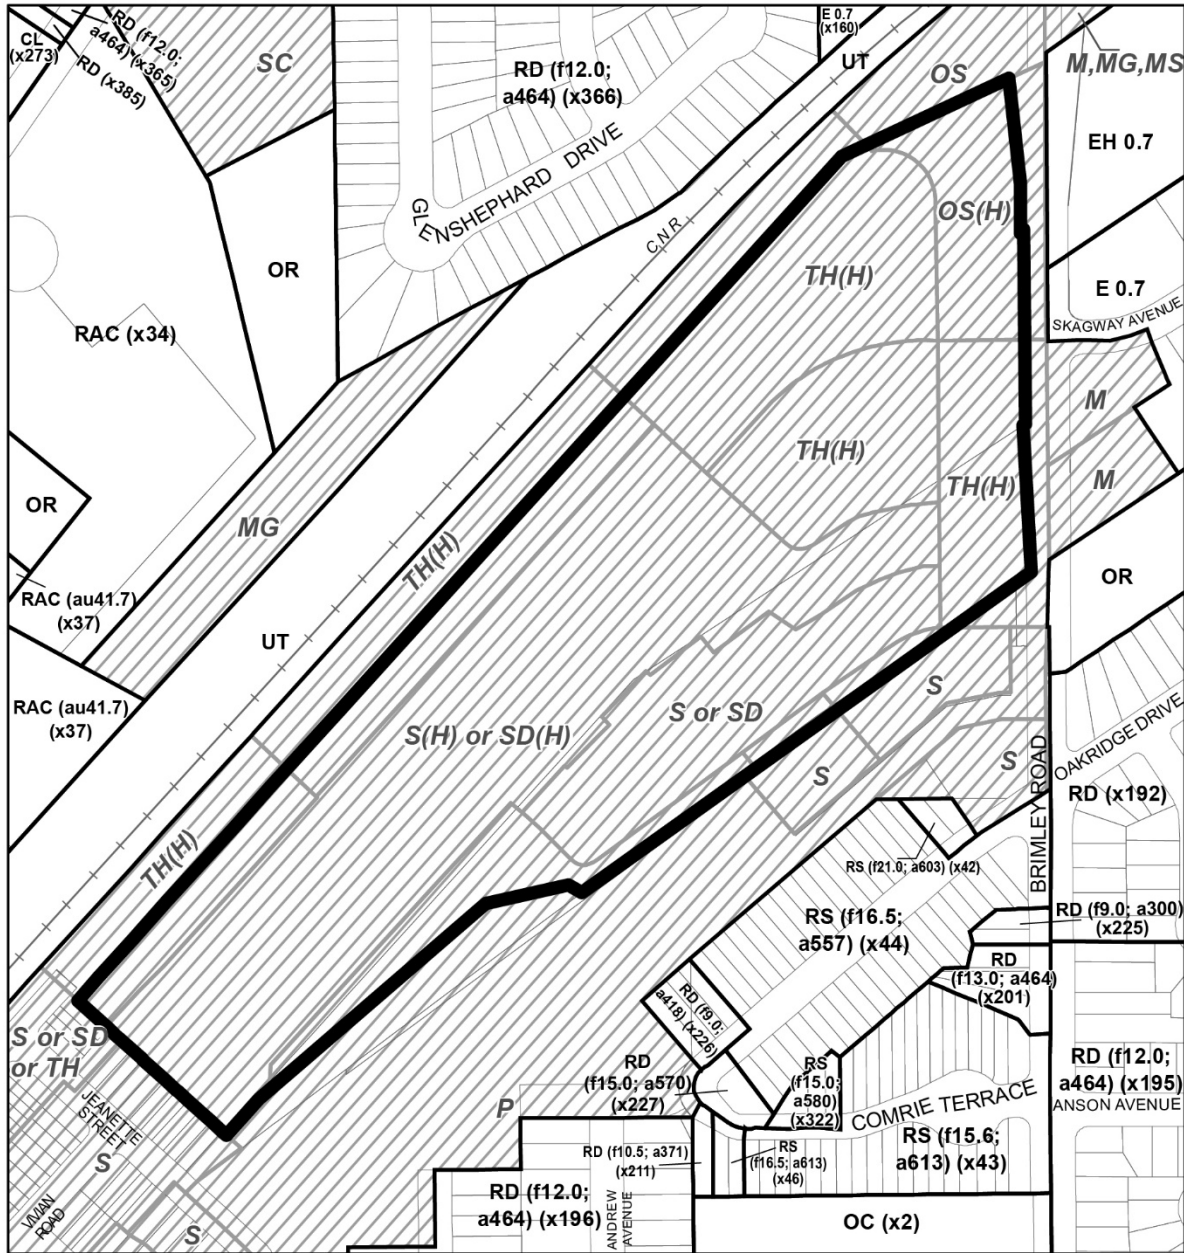 CL
(x273)
RD (f12.0;
a464) (x365)
RD (x385)
SC
RD (f12.0;
a464) (x366)
E 0.7
(x160)
UT
OS
M,MG,MS
EH 0.7
GLENSHEPHARD DRIVE
C N R
OS(H)
OR
TH(H)
E 0.7
SKAGWAY AVENUE
RAC (x34)
M
TH(H)
TH(H)
M
OR
MG
TH(H)
OR
RAC (au41.7)
(x37)
UT
RAC (au41.7)
(x37)
S
S or SD
S(H) or SD(H)
S
S
BRIMLEY ROAD
OAKRIDGE DRIVE
RD (x192)
TH(H)
RS (f21.0; a603) (x42)
RS (f16.5;
a557) (x44)
RD (f9.0; a300)
(x225)
RD
(f13.0; a464)
(x201)
RD (f9.0;
a418) (x226)
S or SD
or TH
RD
(f15.0; a570)
(x227)
RS
(f15.0;
a580)
(x322)
RD (f12.0;
a464) (x195)
JEANETTE
STREET
P
COMRIE TERRACE
ANSON AVENUE
S
RD (f10.5; a371)
(x211)
RS
(f16.5; a613)
(x46)
RS (f15.6;
a613) (x43)
VIVIAN
ROAD
RD (f12.0;
a464) (x196)
ANDREW
AVENUE
OC (x2)
S